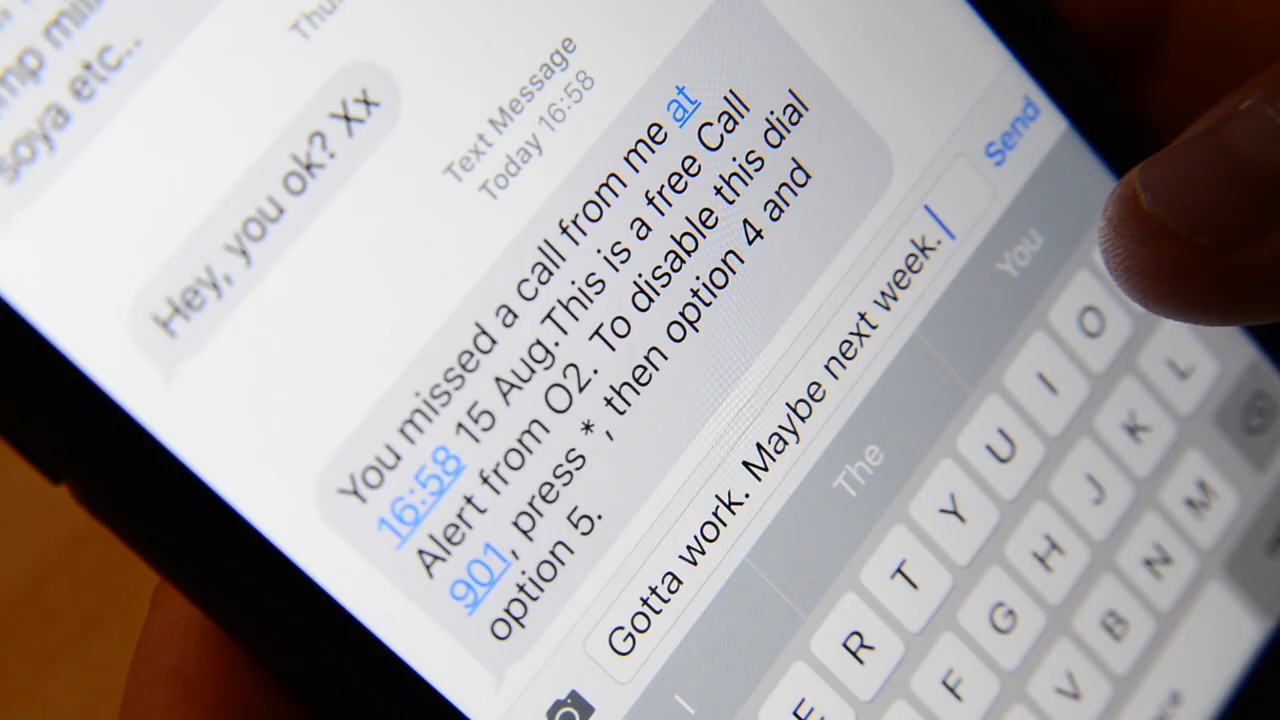 soya etc..
Hey, you ok? Xx
Text Message
Today 16:58
You missed a call from me at
16:58 15 Aug.This is a free Call
Alert from O2. To disable this dial
901, press *, then option 4 and
option 5.
Gotta work. Maybe next week.
Send
I
The
You
E R T Y U I O
F G H J K L
V B N M